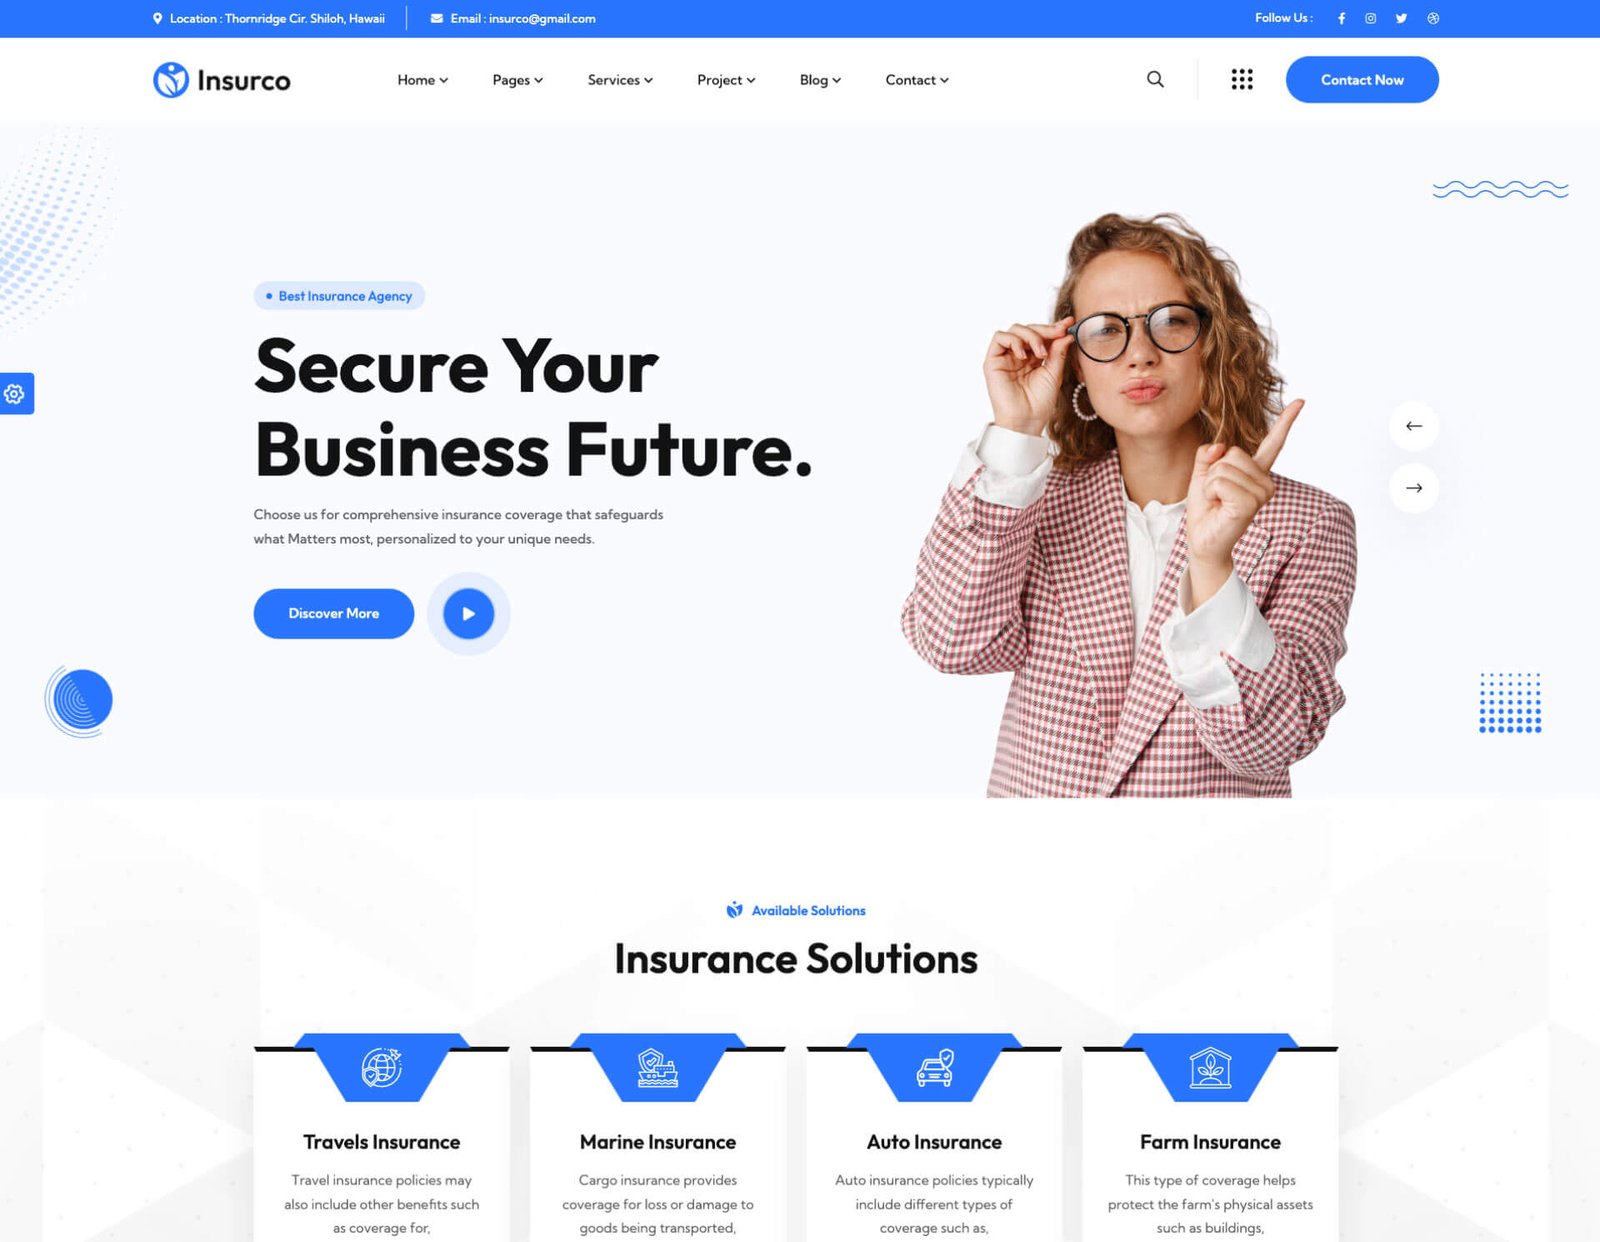 Location : Thornridge Cir. Shiloh, Hawaii
Email : insurco@gmail.com
Follow Us :
Insurco
Home
Pages
Services
Project
Blog
Contact
Contact Now
Best Insurance Agency
Secure Your
Business Future.
Choose us for comprehensive insurance coverage that safeguards
what Matters most, personalized to your unique needs.
Discover More
Available Solutions
Insurance Solutions
Travels Insurance
Travel insurance policies may
also include other benefits such
as coverage for,
Marine Insurance
Cargo insurance provides
coverage for loss or damage to
goods being transported,
Auto Insurance
Auto insurance policies typically
include different types of
coverage such as,
Farm Insurance
This type of coverage helps
protect the farm's physical assets
such as buildings,